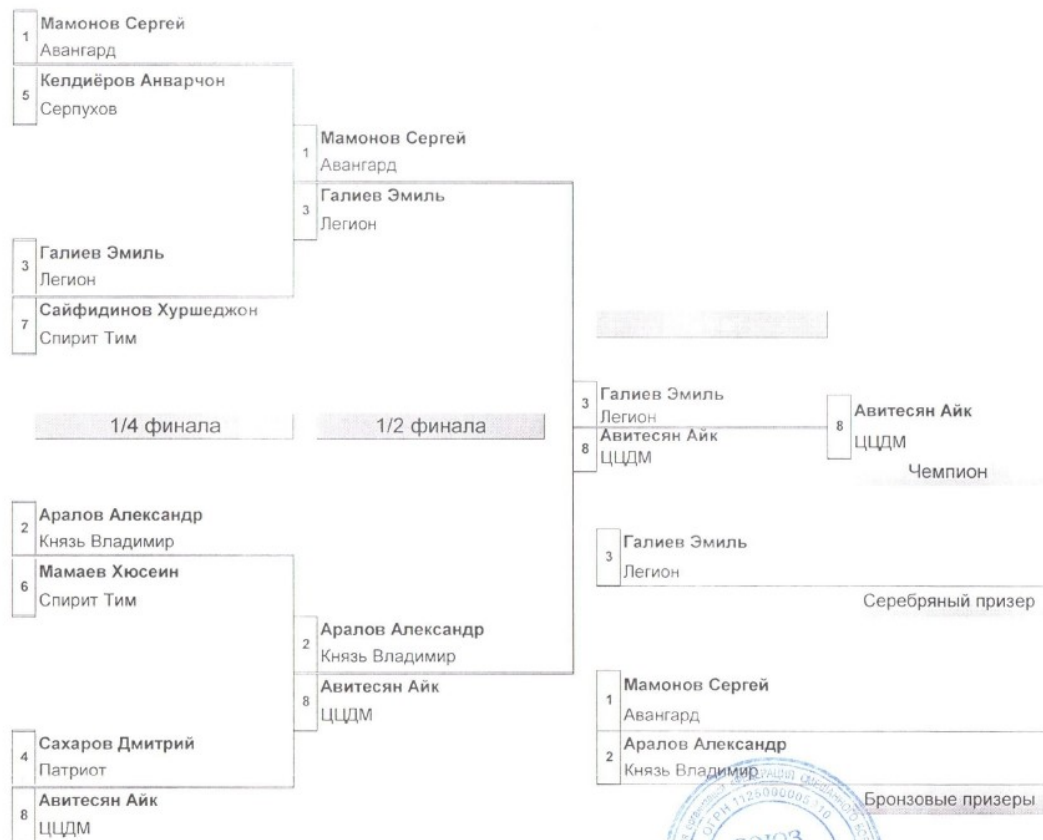 1
Мамонов Сергей
Авангард
5
Келдиёров Анварчон
Серпухов
1
Мамонов Сергей
Авангард
3
Галиев Эмиль
Легион
3
Галиев Эмиль
Легион
7
Сайфидинов Хуршеджон
Спирит Тим
1/4 финала
1/2 финала
3
Галиев Эмиль
Легион
8
Авитесян Айк
ЦЦДМ
8
Авитесян Айк
ЦЦДМ
Чемпион
2
Аралов Александр
Князь Владимир
6
Мамаев Хюсеин
Спирит Тим
3
Галиев Эмиль
Легион
Серебряный призер
2
Аралов Александр
Князь Владимир
8
Авитесян Айк
ЦЦДМ
1
Мамонов Сергей
Авангард
2
Аралов Александр
Князь Владимир
Бронзовые призеры
4
Сахаров Дмитрий
Патриот
8
Авитесян Айк
ЦЦДМ
ОГРН
СОЮЗ